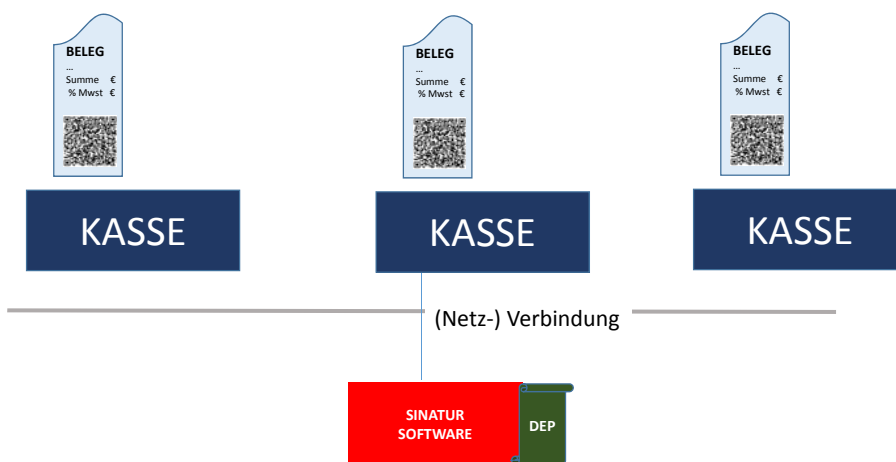 BELEG
...
Summe €
% Mwst €
BELEG
...
Summe €
% Mwst €
BELEG
...
Summe €
% Mwst €
KASSE
KASSE
KASSE
(Netz-) Verbindung
SINATUR
SOFTWARE
DEP